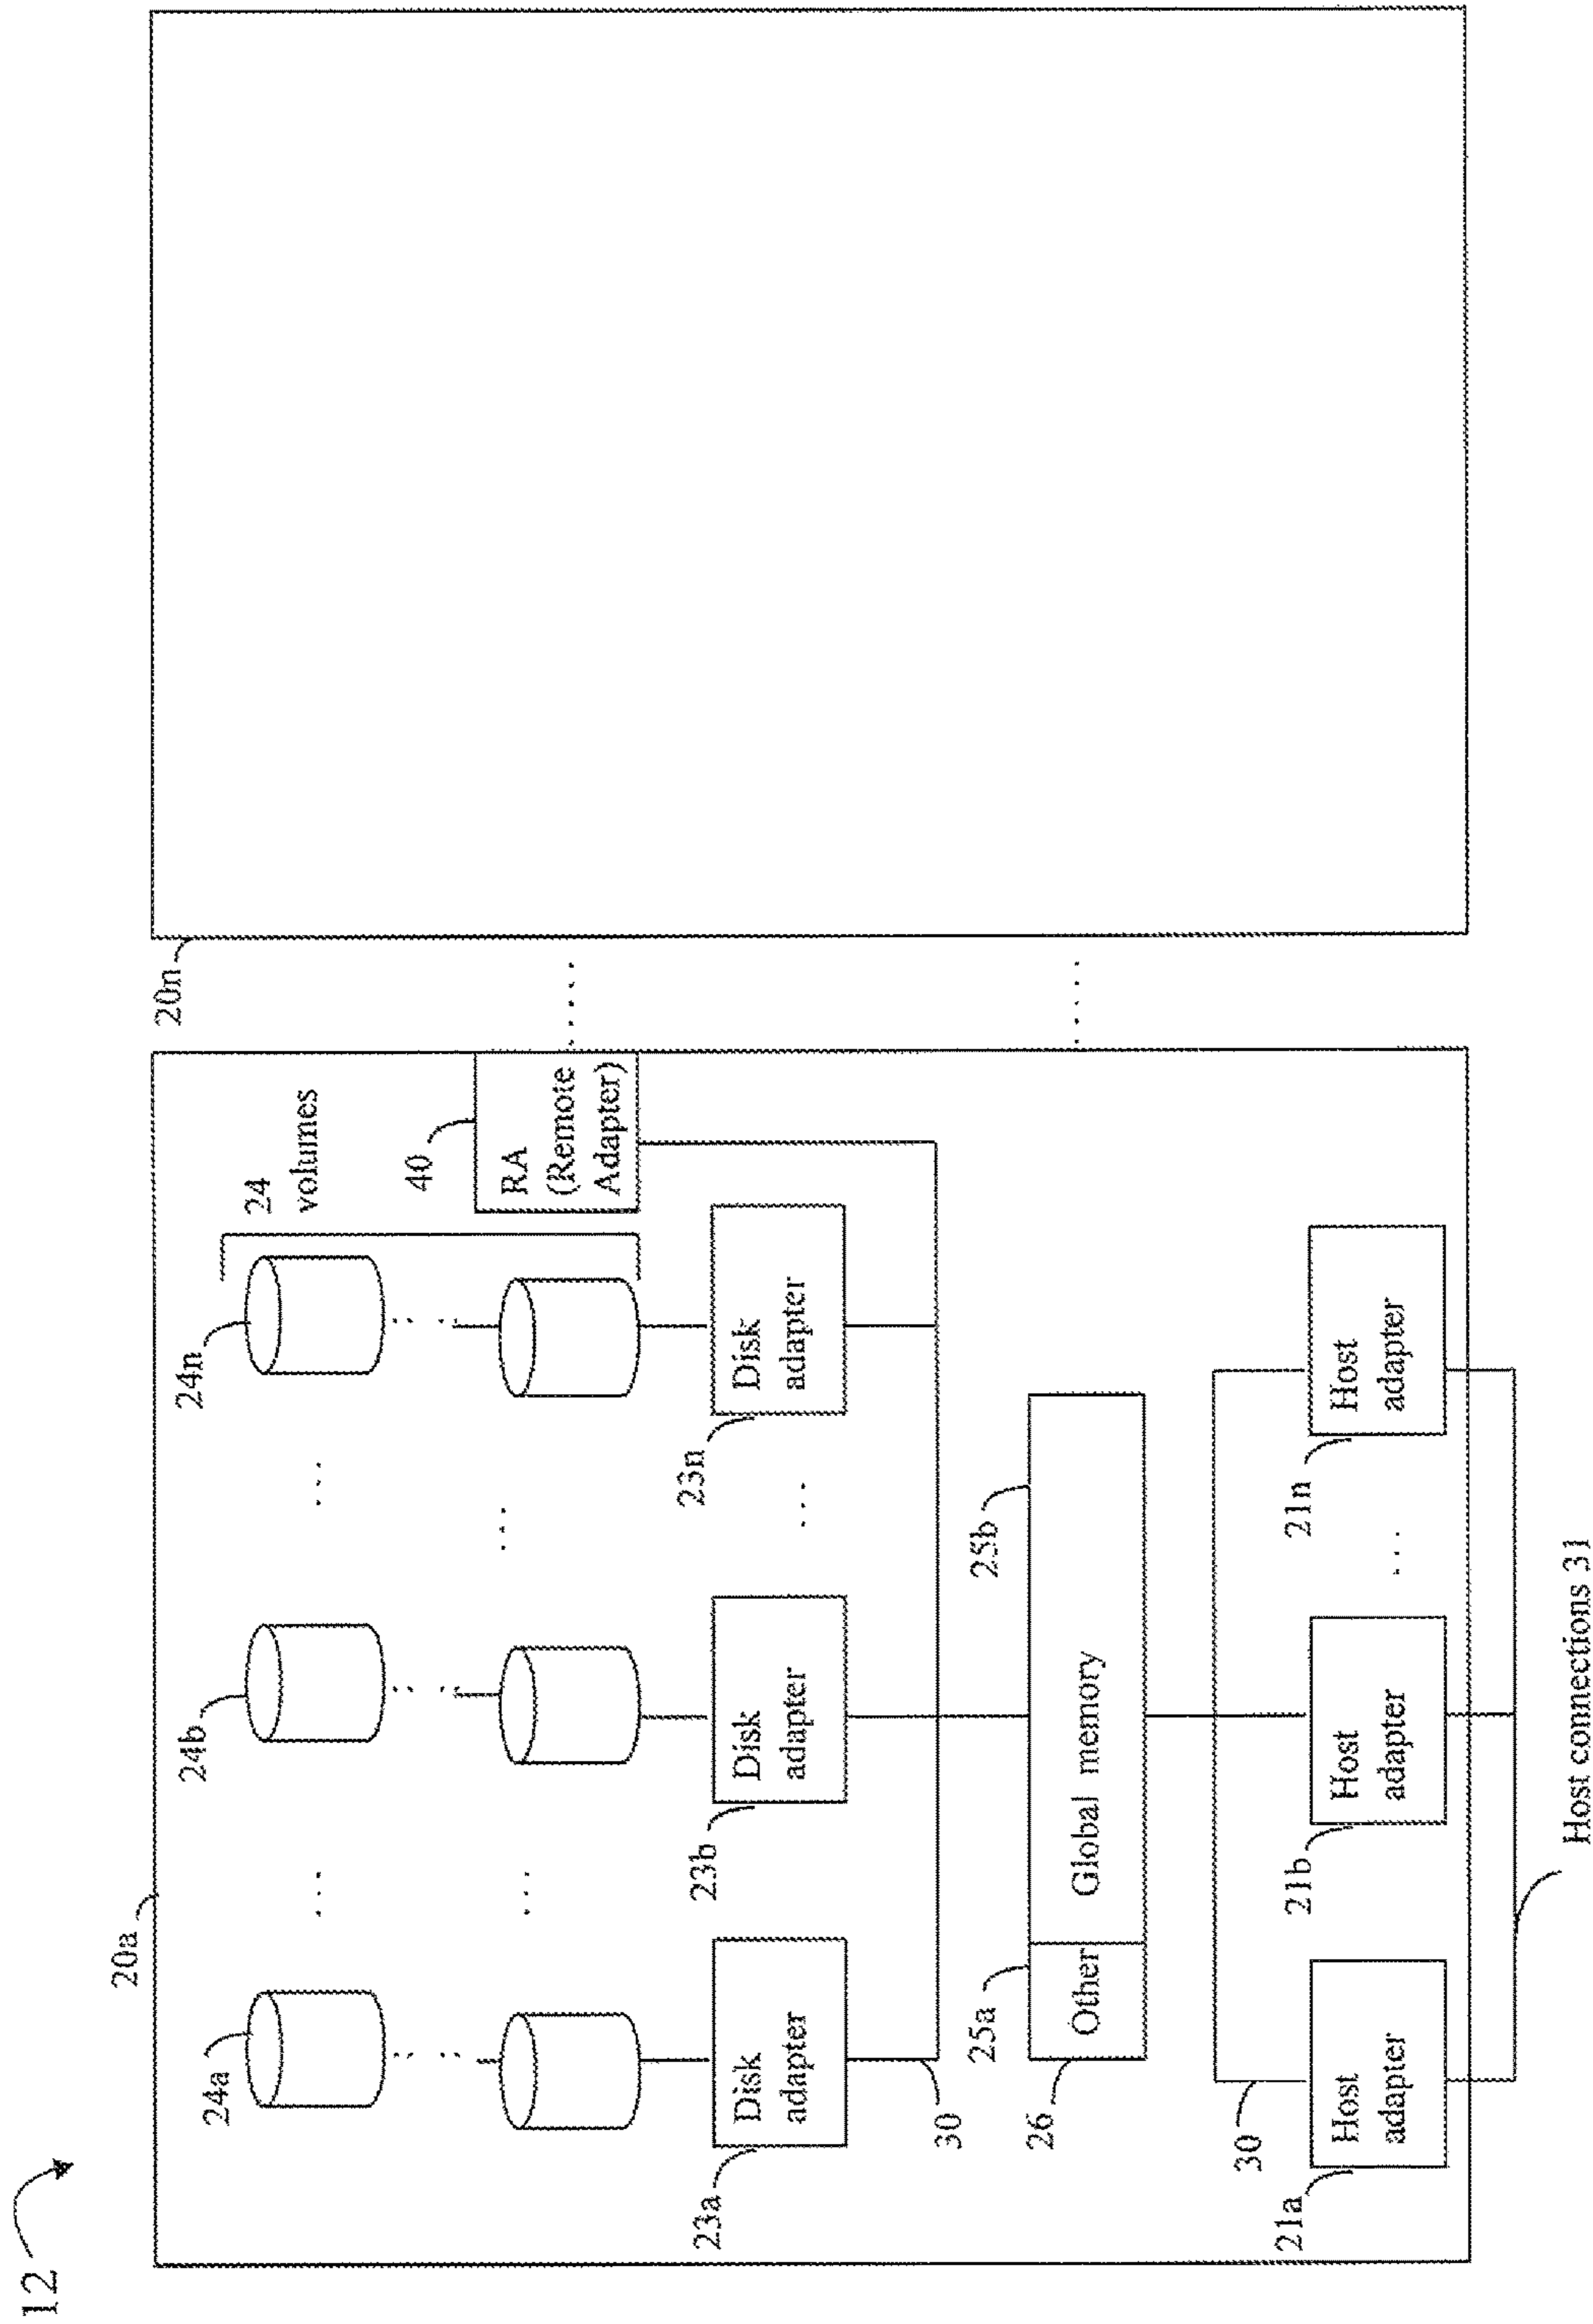 12
20a
20n
24a
24b
24n
24
volumes
40
RA
(Remote
Adapter)
23a
Disk
adapter
23b
Disk
adapter
23n
Disk
adapter
30
25a
25b
26
Other
Global memory
30
21a
Host
adapter
21b
Host
adapter
21n
Host
adapter
Host connections 31